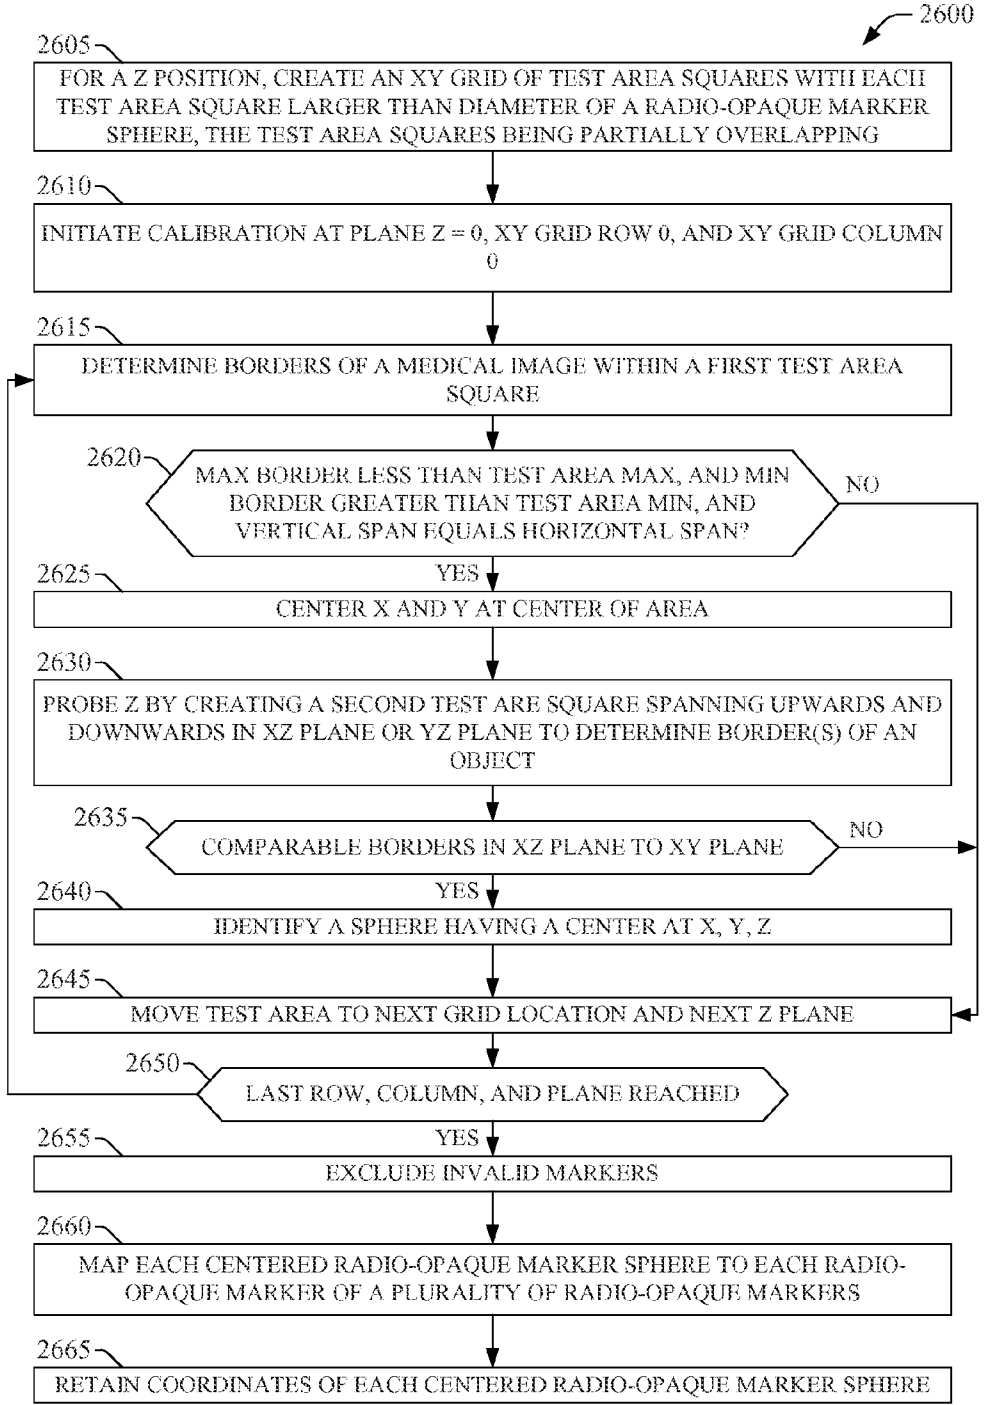 2600
2605
FOR A Z POSITION, CREATE AN XY GRID OF TEST AREA SQUARES WITH EACH
TEST AREA SQUARE LARGER THAN DIAMETER OF A RADIO-OPAQUE MARKER
SPHERE, THE TEST AREA SQUARES BEING PARTIALLY OVERLAPPING
2610
INITIATE CALIBRATION AT PLANE Z = 0, XY GRID ROW 0, AND XY GRID COLUMN
0
2615
DETERMINE BORDERS OF A MEDICAL IMAGE WITHIN A FIRST TEST AREA
SQUARE
2620
MAX BORDER LESS THAN TEST AREA MAX, AND MIN
BORDER GREATER THAN TEST AREA MIN, AND
VERTICAL SPAN EQUALS HORIZONTAL SPAN?
NO
YES
2625
CENTER X AND Y AT CENTER OF AREA
2630
PROBE Z BY CREATING A SECOND TEST ARE SQUARE SPANNING UPWARDS AND
DOWNWARDS IN XZ PLANE OR YZ PLANE TO DETERMINE BORDER(S) OF AN
OBJECT
2635
COMPARABLE BORDERS IN XZ PLANE TO XY PLANE
NO
YES
2640
IDENTIFY A SPHERE HAVING A CENTER AT X, Y, Z
2645
MOVE TEST AREA TO NEXT GRID LOCATION AND NEXT Z PLANE
2650
LAST ROW, COLUMN, AND PLANE REACHED
YES
2655
EXCLUDE INVALID MARKERS
2660
MAP EACH CENTERED RADIO-OPAQUE MARKER SPHERE TO EACH RADIO-
OPAQUE MARKER OF A PLURALITY OF RADIO-OPAQUE MARKERS
2665
RETAIN COORDINATES OF EACH CENTERED RADIO-OPAQUE MARKER SPHERE